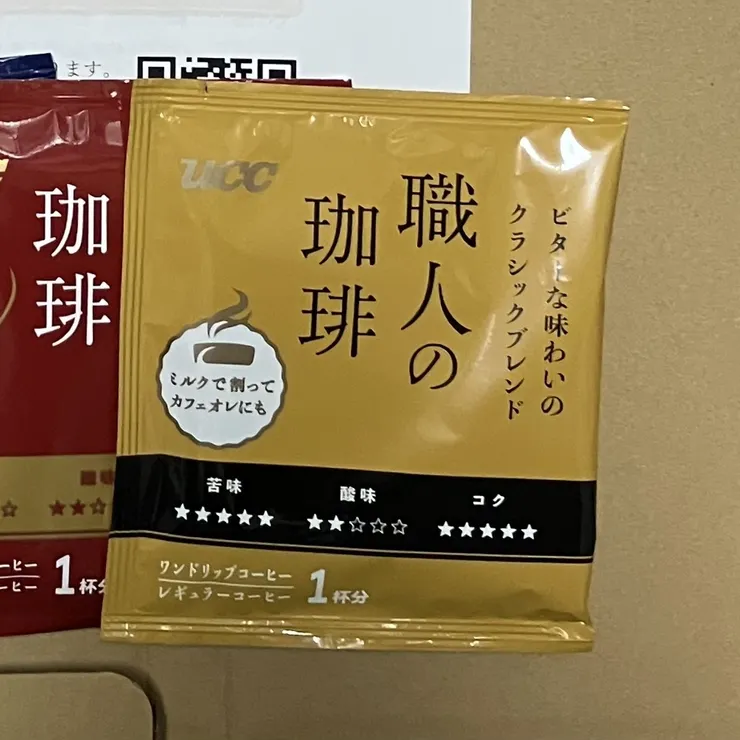 ます。
UCC
職人の
珈琲
ビターな味わいの
クラシックブレンド
ミルクで割って
カフェオレにも
苦味
★★★★★
酸味
★★☆☆☆
コク
★★★★★
ワンドリップコーヒー
レギュラーコーヒー
1杯分
珈琲
酸味
★★☆
ーヒー
ーヒー
1杯分